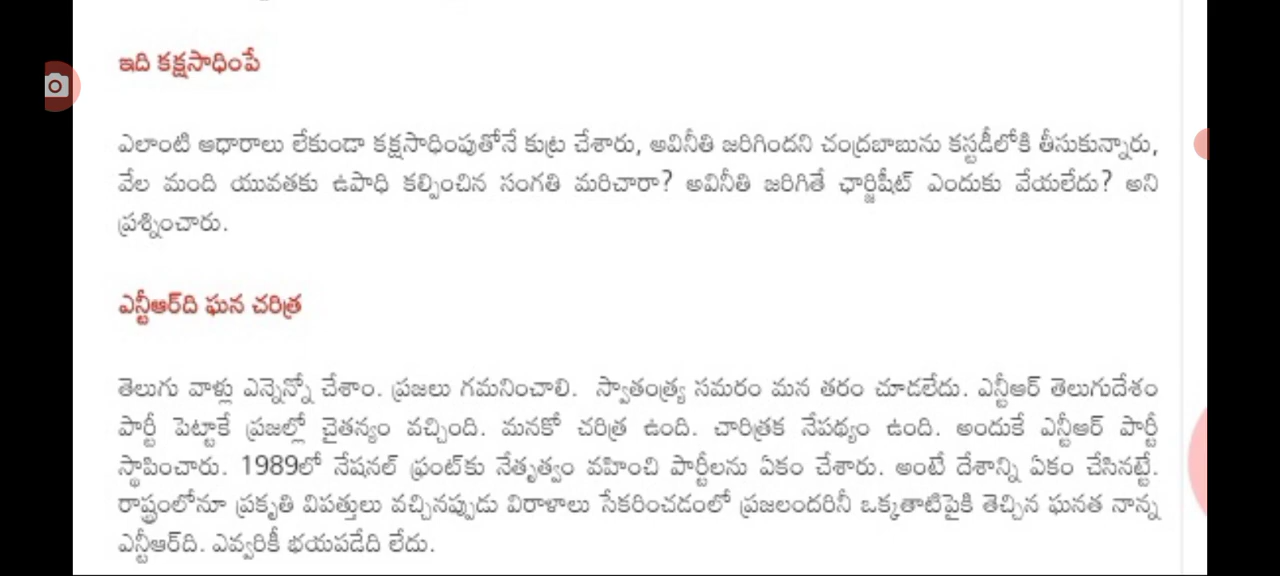 ఇది కక్షసాధింపే
ఎలాంటి ఆధారాలు లేకుండా కక్షసాధింపుతోనే కుట్ర చేశారు, అవినీతి జరిగిందని చంద్రబాబును కస్టడీలోకి తీసుకున్నారు,
వేల మంది యువతకు ఉపాధి కల్పించిన సంగతి మరిచారా? అవినీతి జరిగితే ఛార్జిషీట్ ఎందుకు వేయలేదు? అని
ప్రశ్నించారు.
ఎన్టీఆర్‌ది ఘన చరిత్ర
తెలుగు వాళ్లు ఎన్నెన్నో చేశాం. ప్రజలు గమనించాలి. స్వాతంత్ర్య సమరం మన తరం చూడలేదు. ఎన్టీఆర్ తెలుగుదేశం
పార్టీ పెట్టాకే ప్రజల్లో చైతన్యం వచ్చింది. మనకో చరిత్ర ఉంది. చారిత్రక నేపథ్యం ఉంది. అందుకే ఎన్టీఆర్ పార్టీ
స్థాపించారు. 1989లో నేషనల్ ఫ్రంట్‌కు నేతృత్వం వహించి పార్టీలను ఏకం చేశారు. అంటే దేశాన్ని ఏకం చేసినట్టే.
రాష్ట్రంలోనూ ప్రకృతి విపత్తులు వచ్చినప్పుడు విరాళాలు సేకరించడంలో ప్రజలందరినీ ఒక్కతాటిపైకి తెచ్చిన ఘనత నాన్న
ఎన్టీఆర్‌ది. ఎవ్వరికీ భయపడేది లేదు.